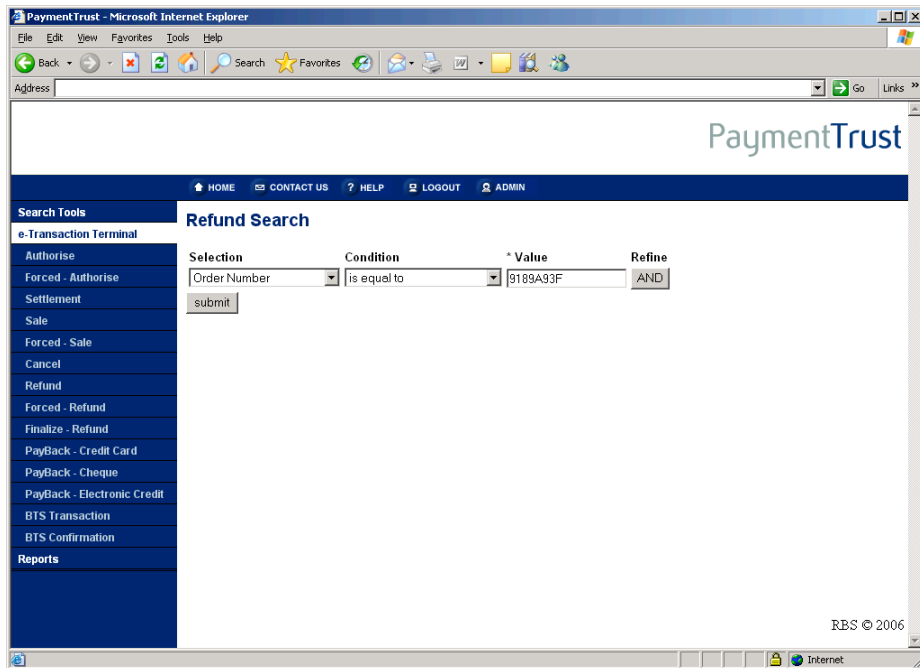 PaymentTrust - Microsoft Internet Explorer
File Edit View Favorites Tools Help
Back Search Favorites
Address Go Links »
PaymentTrust
HOME CONTACT US ? HELP LOGOUT ADMIN
Search Tools
e-Transaction Terminal
Authorise
Forced - Authorise
Settlement
Sale
Forced - Sale
Cancel
Refund
Forced - Refund
Finalize - Refund
PayBack - Credit Card
PayBack - Cheque
PayBack - Electronic Credit
BTS Transaction
BTS Confirmation
Reports
Refund Search
Selection Condition * Value Refine
Order Number is equal to 9189A93F AND
submit
RBS © 2006
Internet